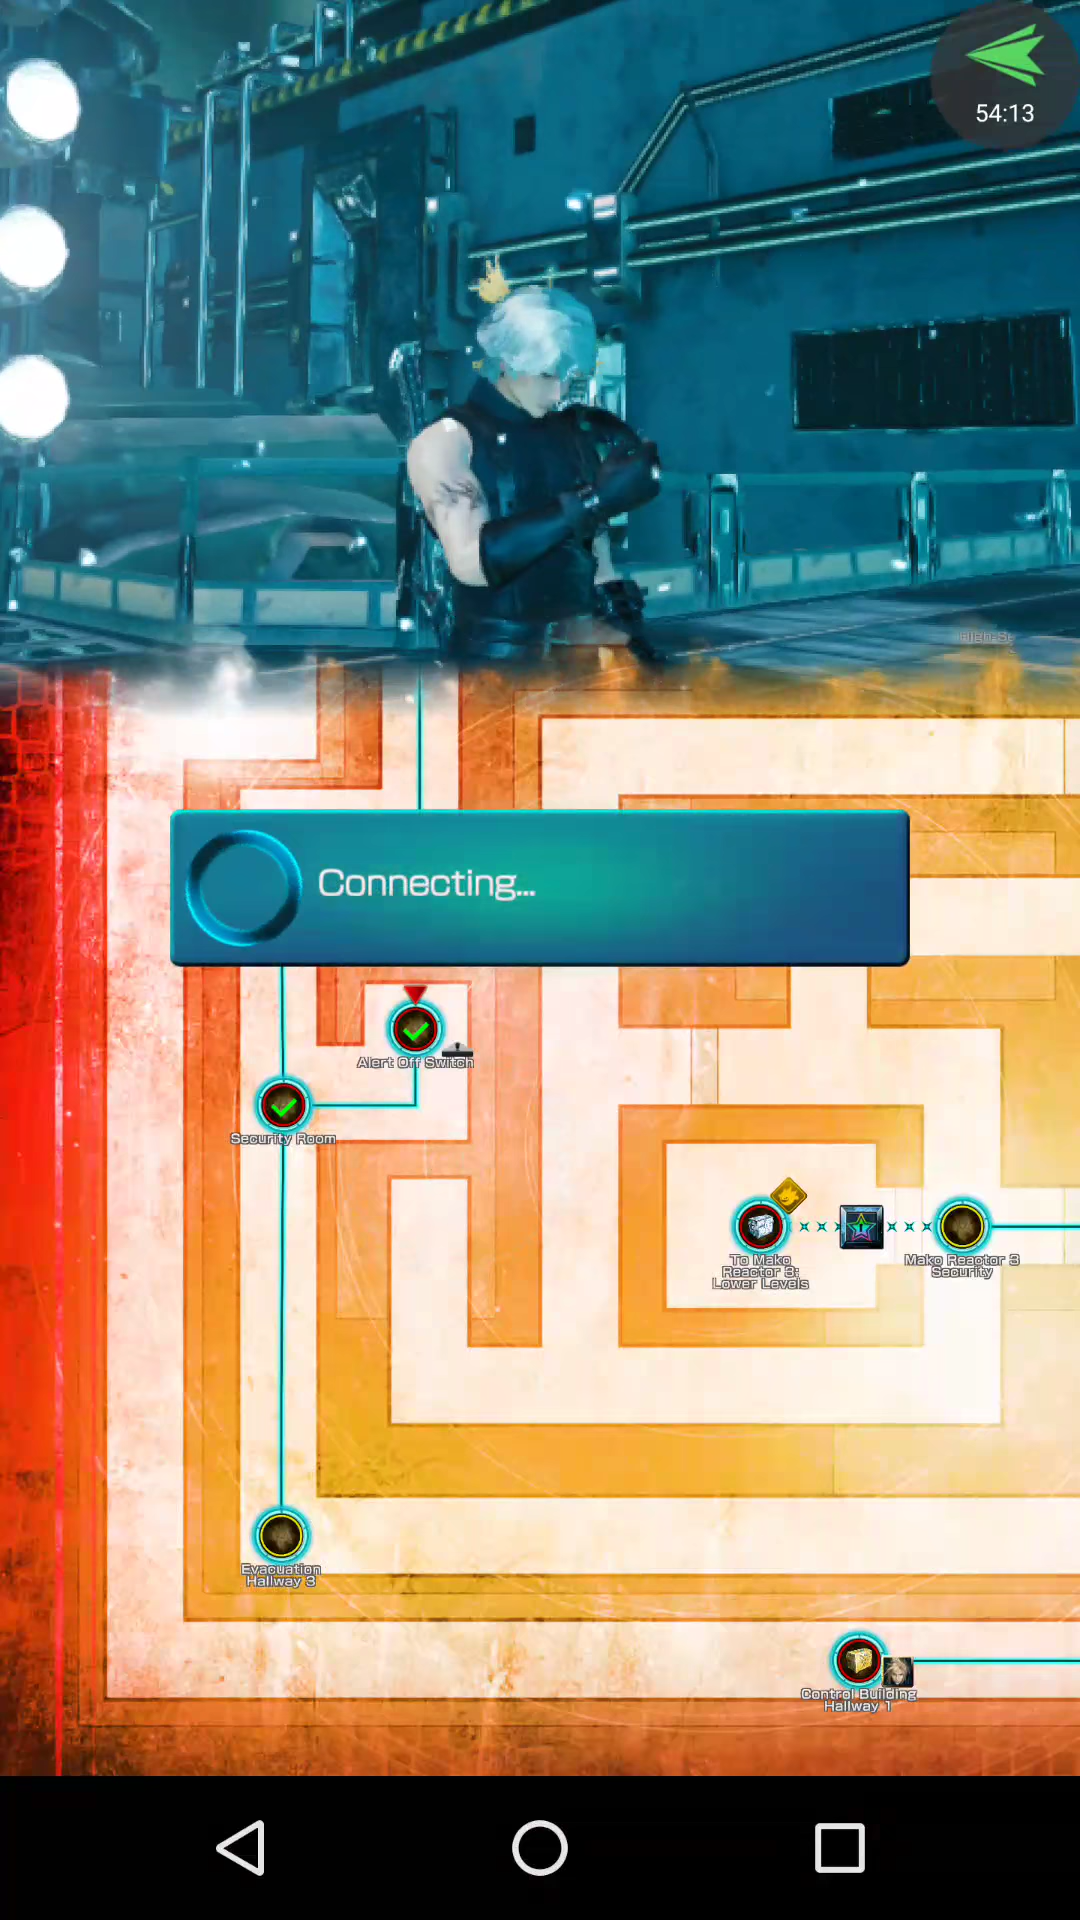 54:13
Connecting...
Alert Off Switch
Security Room
To Mako
Reactor 3:
Lower Levels
Mako Reactor 3
Security
Evacuation
Hallway 3
Control Building
Hallway 1